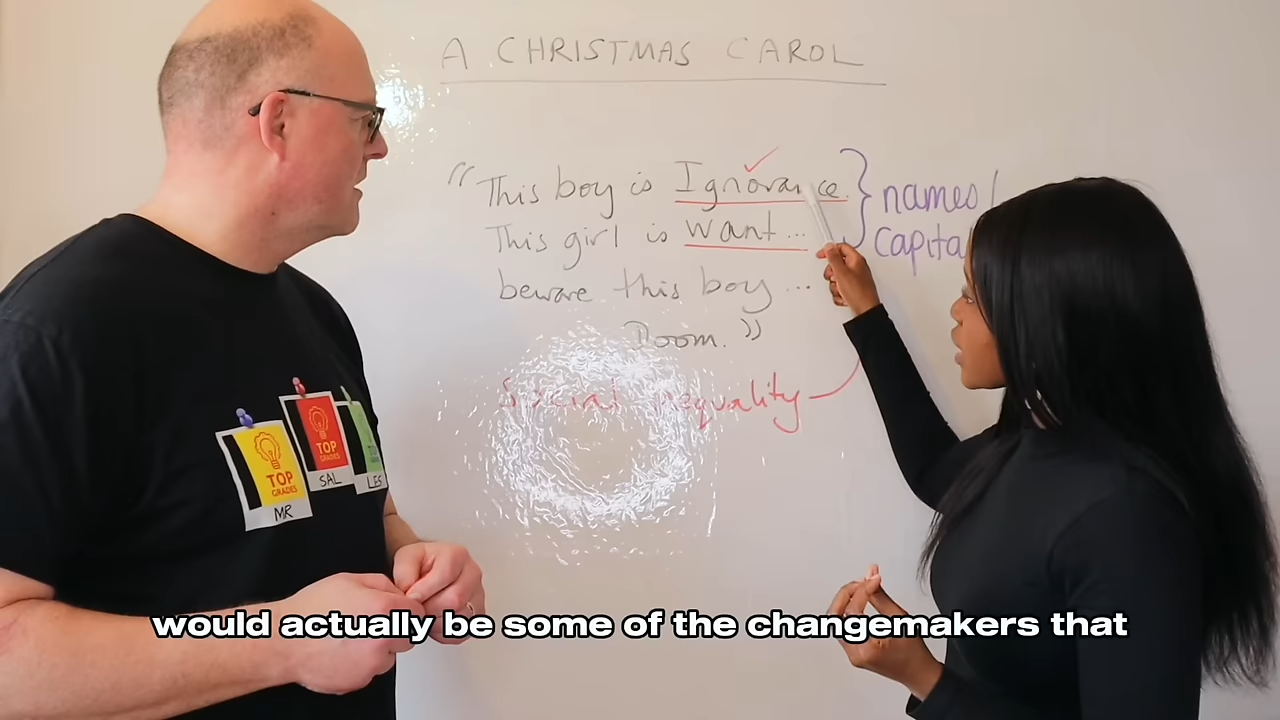 A CHRISTMAS CAROL
"This boy is Ignorance.
This girl is Want...
beware this boy...
Doom."
Social inequality
names/
capita
TOP
GRADES
MR
TOP
GRADES
SAL
LES
would actually be some of the changemakers that